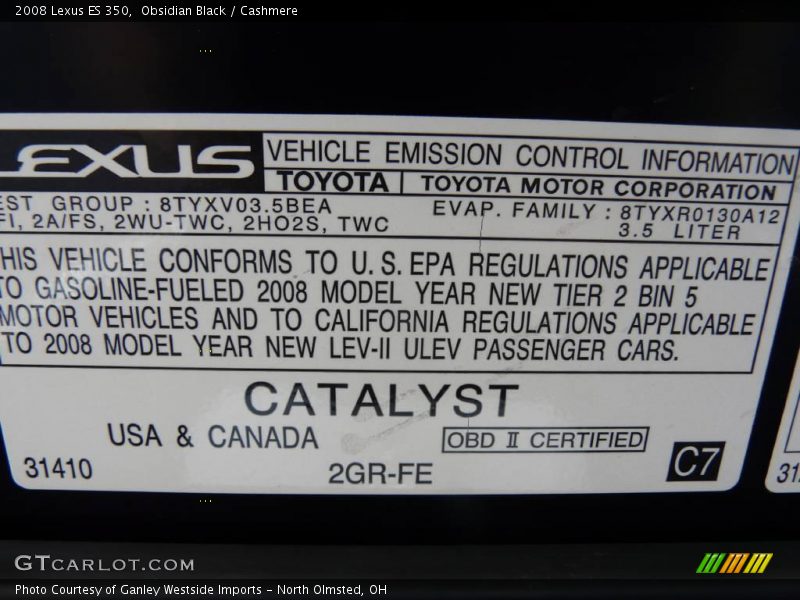 2008 Lexus ES 350,  Obsidian Black / Cashmere
LEXUS
VEHICLE EMISSION CONTROL INFORMATION
TOYOTA TOYOTA MOTOR CORPORATION
EST GROUP : 8TYXV03.5BEA EVAP. FAMILY : 8TYXR0130A12
FI, 2A/FS, 2WU-TWC, 2HO2S, TWC 3.5 LITER
HIS VEHICLE CONFORMS TO U.S. EPA REGULATIONS APPLICABLE
TO GASOLINE-FUELED 2008 MODEL YEAR NEW TIER 2 BIN 5
MOTOR VEHICLES AND TO CALIFORNIA REGULATIONS APPLICABLE
TO 2008 MODEL YEAR NEW LEV-II ULEV PASSENGER CARS.
CATALYST
USA & CANADA OBD II CERTIFIED
31410 2GR-FE C7
31
GTCARLOT.COM
Photo Courtesy of Ganley Westside Imports - North Olmsted, OH